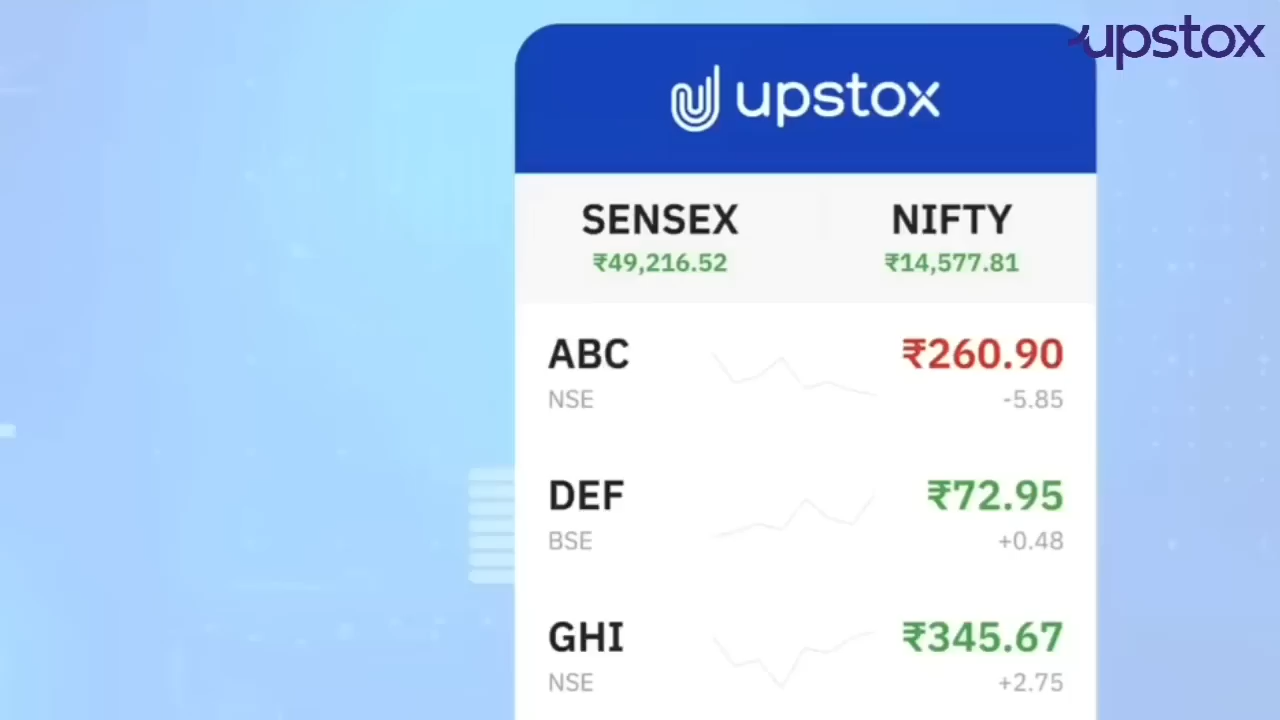 upstox
upstox
SENSEX NIFTY
₹49,216.52 ₹14,577.81
ABC ₹260.90
NSE -5.85
DEF ₹72.95
BSE +0.48
GHI ₹345.67
NSE +2.75